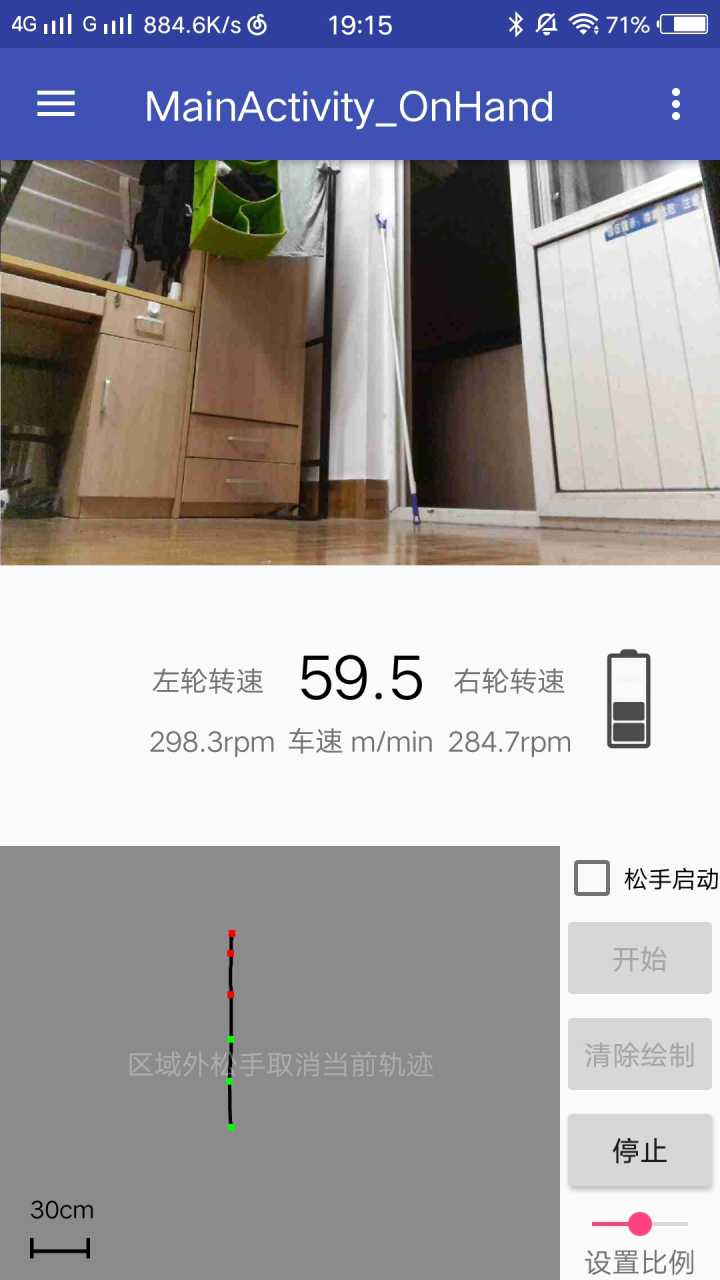 4G G 884.6K/s 19:15 71%
MainActivity_OnHand
左轮转速 59.5 右轮转速
298.3rpm 车速 m/min 284.7rpm
松手启动
开始
区域外松手取消当前轨迹
清除绘制
停止
30cm
设置比例